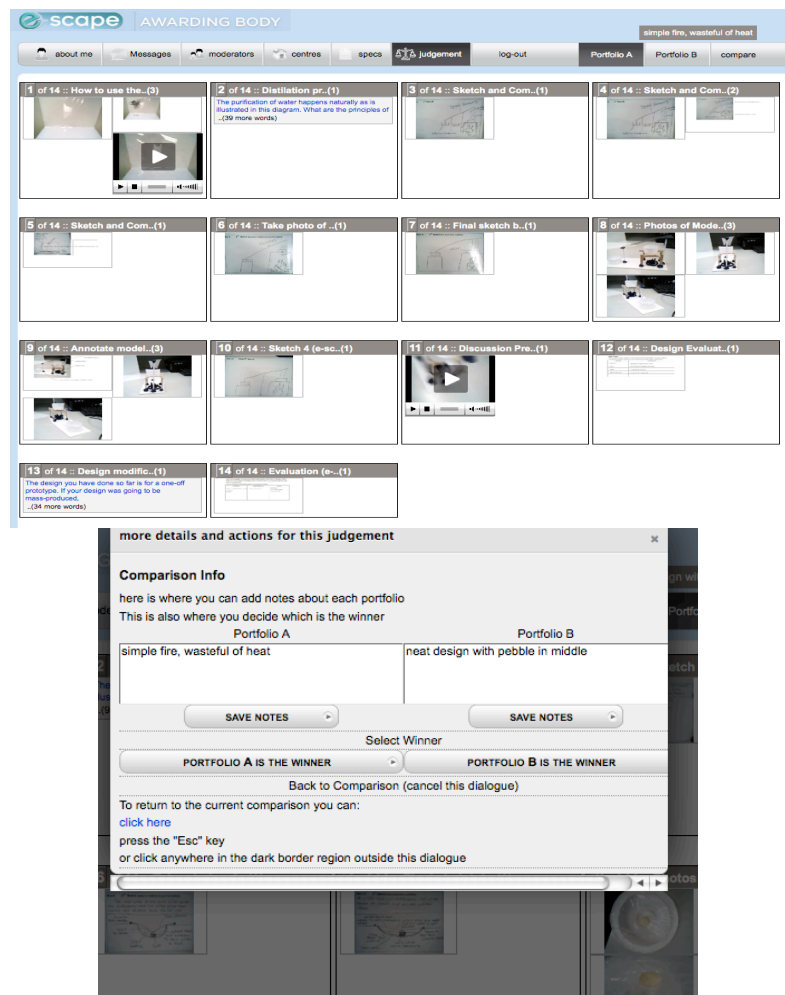 e scape AWARDING BODY
simple fire, wasteful of heat
about me Messages moderators centres specs judgement log-out Portfolio A Portfolio B compare
1 of 14 :: How to use the..(3)
2 of 14 :: Distilation pr..(1)
The purification of water happens naturally as is
illustrated in this diagram. What are the principles of
..(39 more words)
3 of 14 :: Sketch and Com..(1)
4 of 14 :: Sketch and Com..(2)
5 of 14 :: Sketch and Com..(1)
6 of 14 :: Take photo of ..(1)
7 of 14 :: Final sketch b..(1)
8 of 14 :: Photos of Mode..(3)
9 of 14 :: Annotate model..(3)
10 of 14 :: Sketch 4 (e-sc..(1)
11 of 14 :: Discussion Pre..(1)
12 of 14 :: Design Evaluat..(1)
13 of 14 :: Design modific..(1)
The design you have done so far is for a one-off
prototype. If your design was going to be
mass-produced,
..(34 more words)
14 of 14 :: Evaluation (e-..(1)
more details and actions for this judgement
Comparison Info
here is where you can add notes about each portfolio
This is also where you decide which is the winner
Portfolio A Portfolio B
simple fire, wasteful of heat neat design with pebble in middle
SAVE NOTES SAVE NOTES
Select Winner
PORTFOLIO A IS THE WINNER PORTFOLIO B IS THE WINNER
Back to Comparison (cancel this dialogue)
To return to the current comparison you can:
click here
press the "Esc" key
or click anywhere in the dark border region outside this dialogue